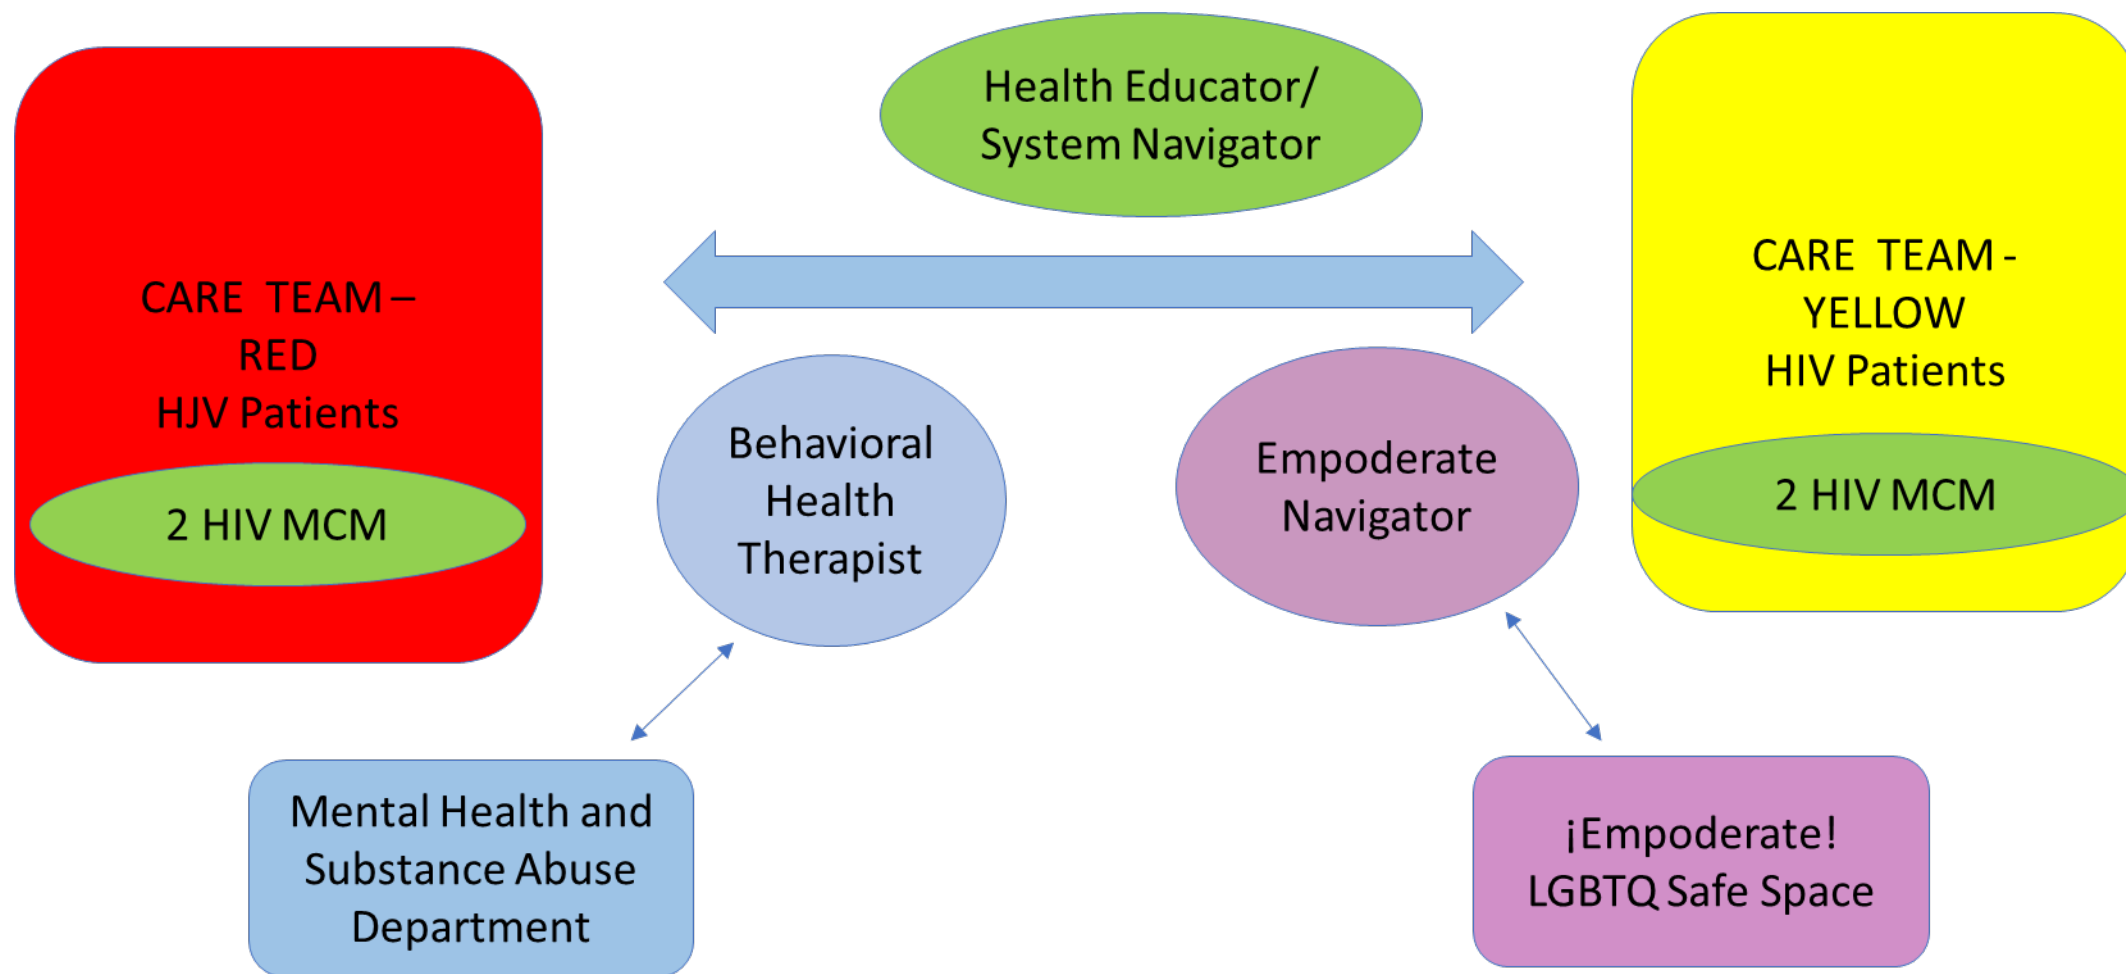 CARE TEAM –
RED
HJV Patients
2 HIV MCM
Health Educator/
System Navigator
Behavioral
Health
Therapist
Empoderate
Navigator
CARE TEAM -
YELLOW
HIV Patients
2 HIV MCM
Mental Health and
Substance Abuse
Department
¡Empoderate!
LGBTQ Safe Space